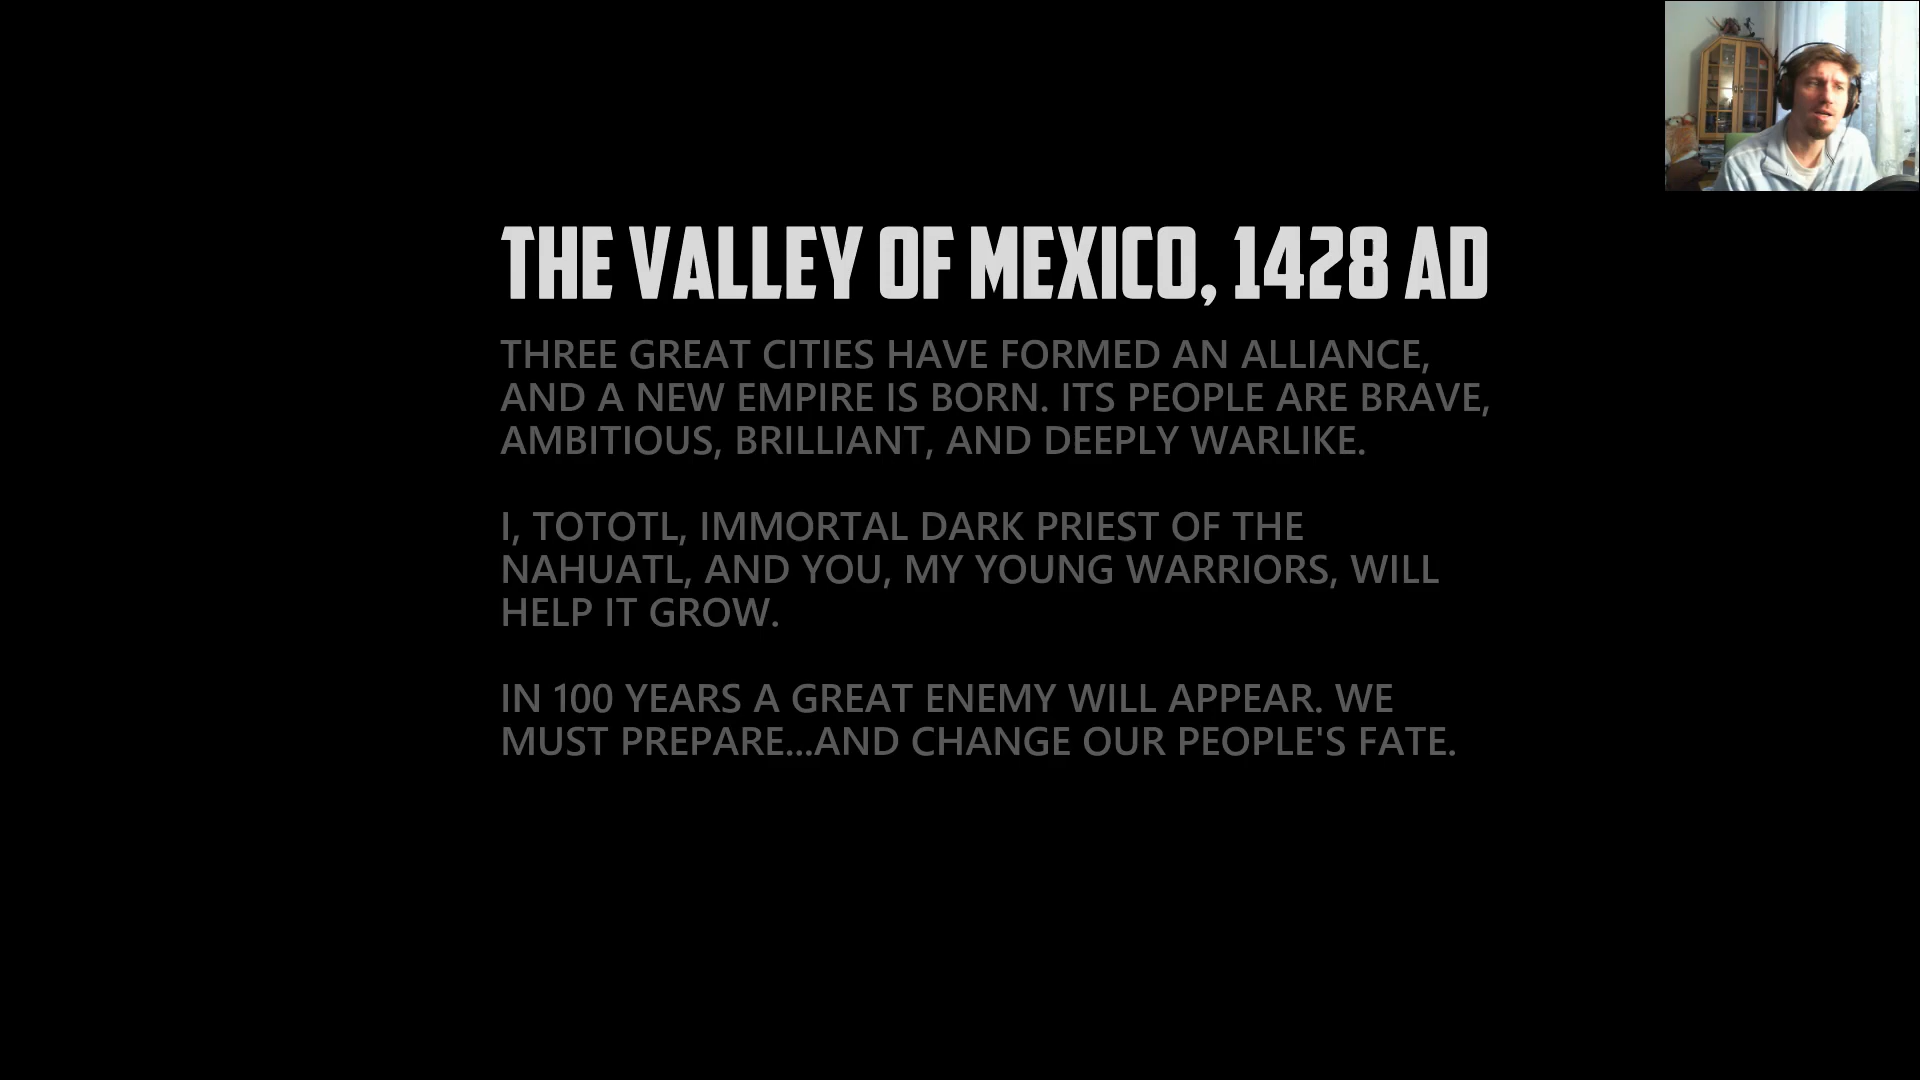 THE VALLEY OF MEXICO, 1428 AD
THREE GREAT CITIES HAVE FORMED AN ALLIANCE,
AND A NEW EMPIRE IS BORN. ITS PEOPLE ARE BRAVE,
AMBITIOUS, BRILLIANT, AND DEEPLY WARLIKE.
I, TOTOTL, IMMORTAL DARK PRIEST OF THE
NAHUATL, AND YOU, MY YOUNG WARRIORS, WILL
HELP IT GROW.
IN 100 YEARS A GREAT ENEMY WILL APPEAR. WE
MUST PREPARE...AND CHANGE OUR PEOPLE'S FATE.